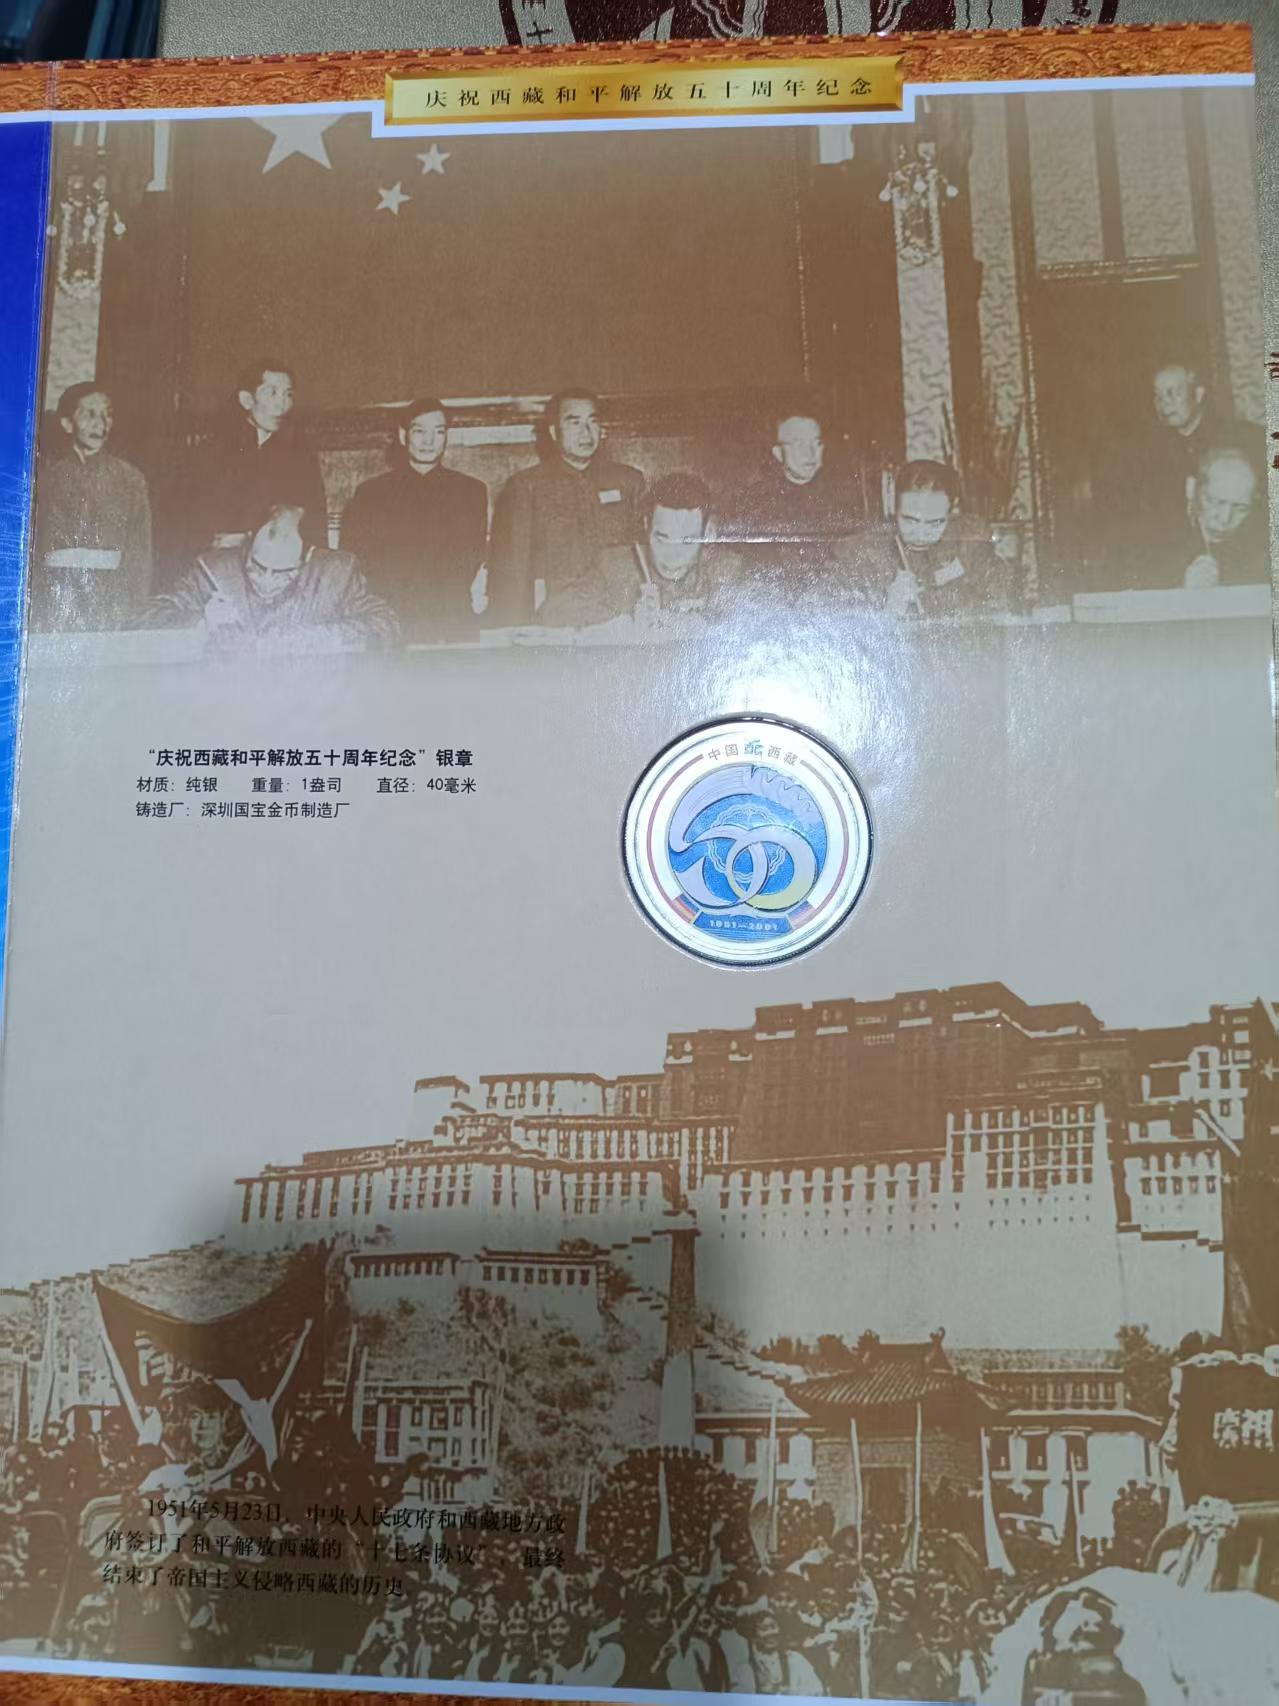 庆祝西藏和平解放五十周年纪念
“庆祝西藏和平解放五十周年纪念”银章
材质：纯银 重量：1盎司 直径：40毫米
铸造厂：深圳国宝金币制造厂
中国 西藏
1951—2001
庆祝
1951年5月23日，中央人民政府和西藏地方政
府签订了和平解放西藏的“十七条协议”，最终
结束了帝国主义侵略西藏的历史